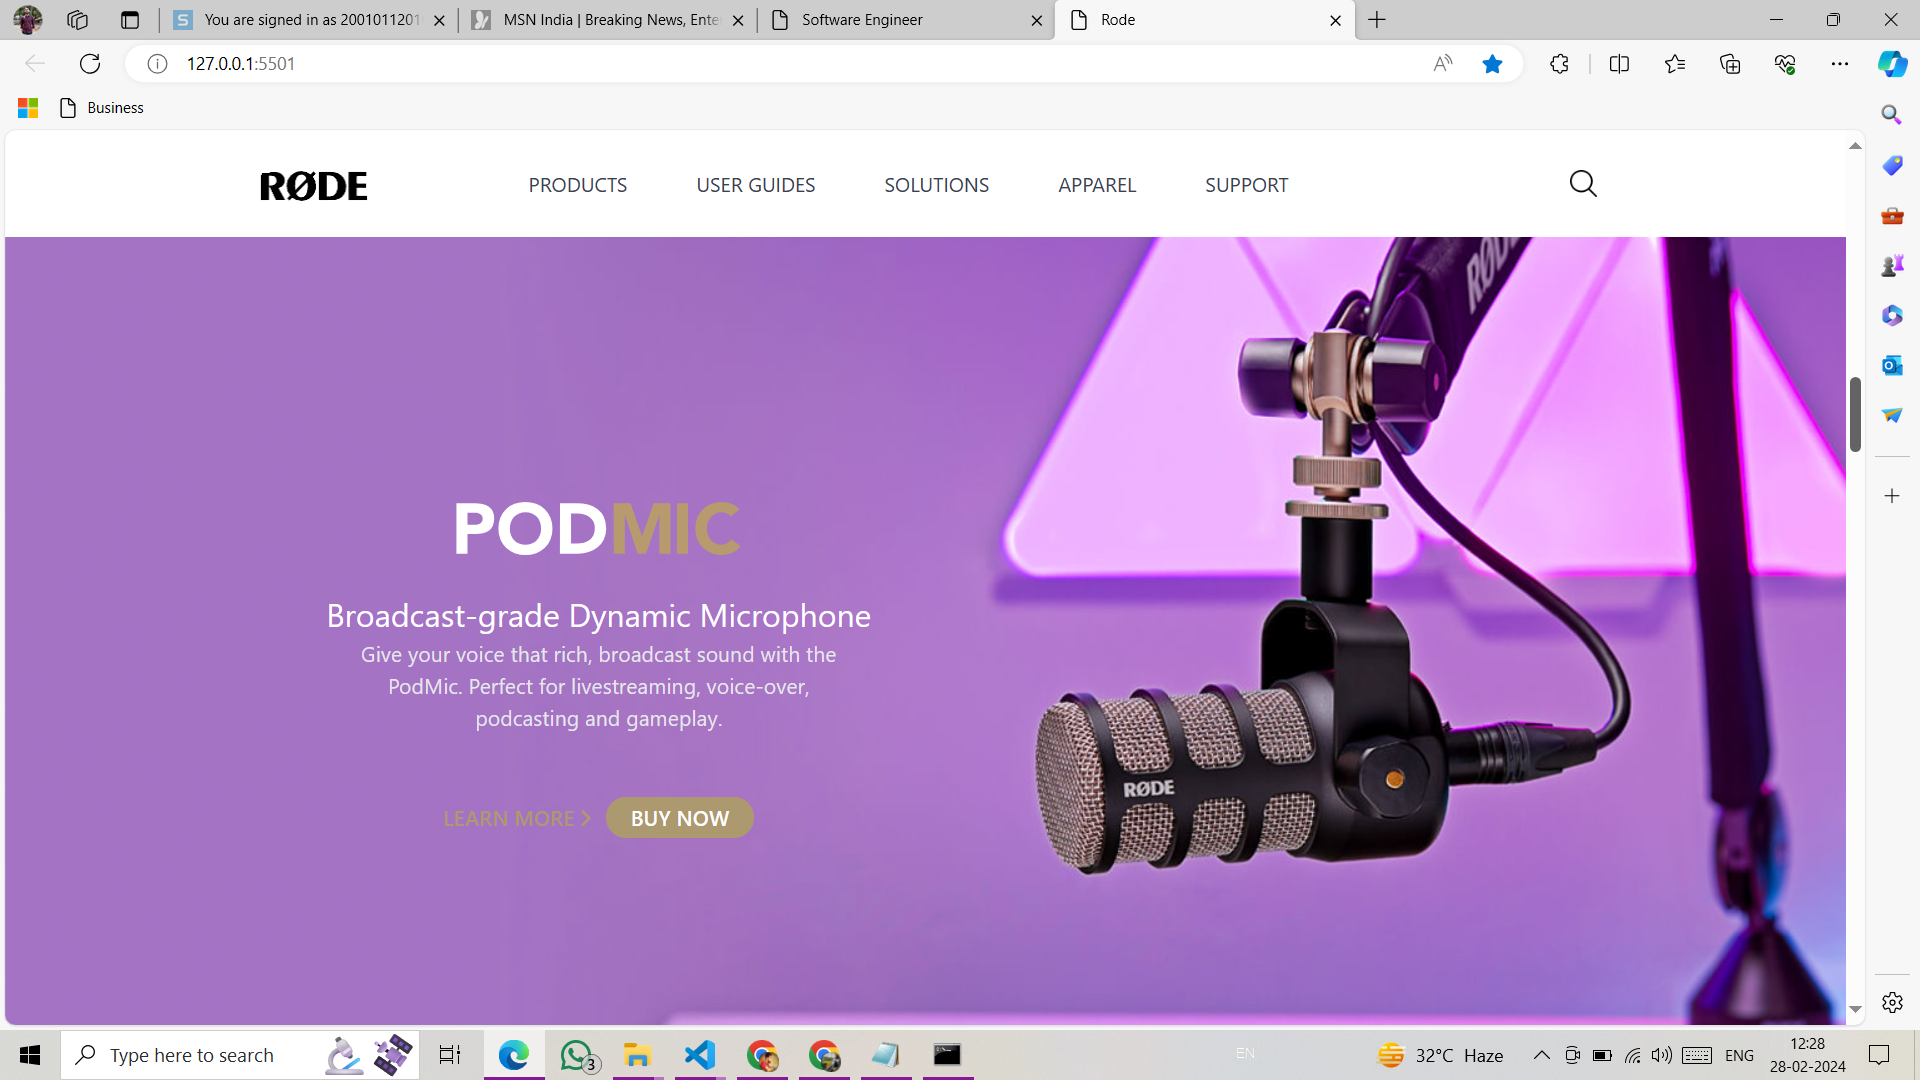 You are signed in as 2001011201
MSN India | Breaking News, Ente
Software Engineer
Rode
127.0.0.1:5501
Business
RØDE
PRODUCTS
USER GUIDES
SOLUTIONS
APPAREL
SUPPORT
RØDE
PODMIC
Broadcast-grade Dynamic Microphone
Give your voice that rich, broadcast sound with the
PodMic. Perfect for livestreaming, voice-over,
podcasting and gameplay.
RØDE
LEARN MORE
BUY NOW
Type here to search
3
EN
32°C Haze
ENG
12:28
28-02-2024